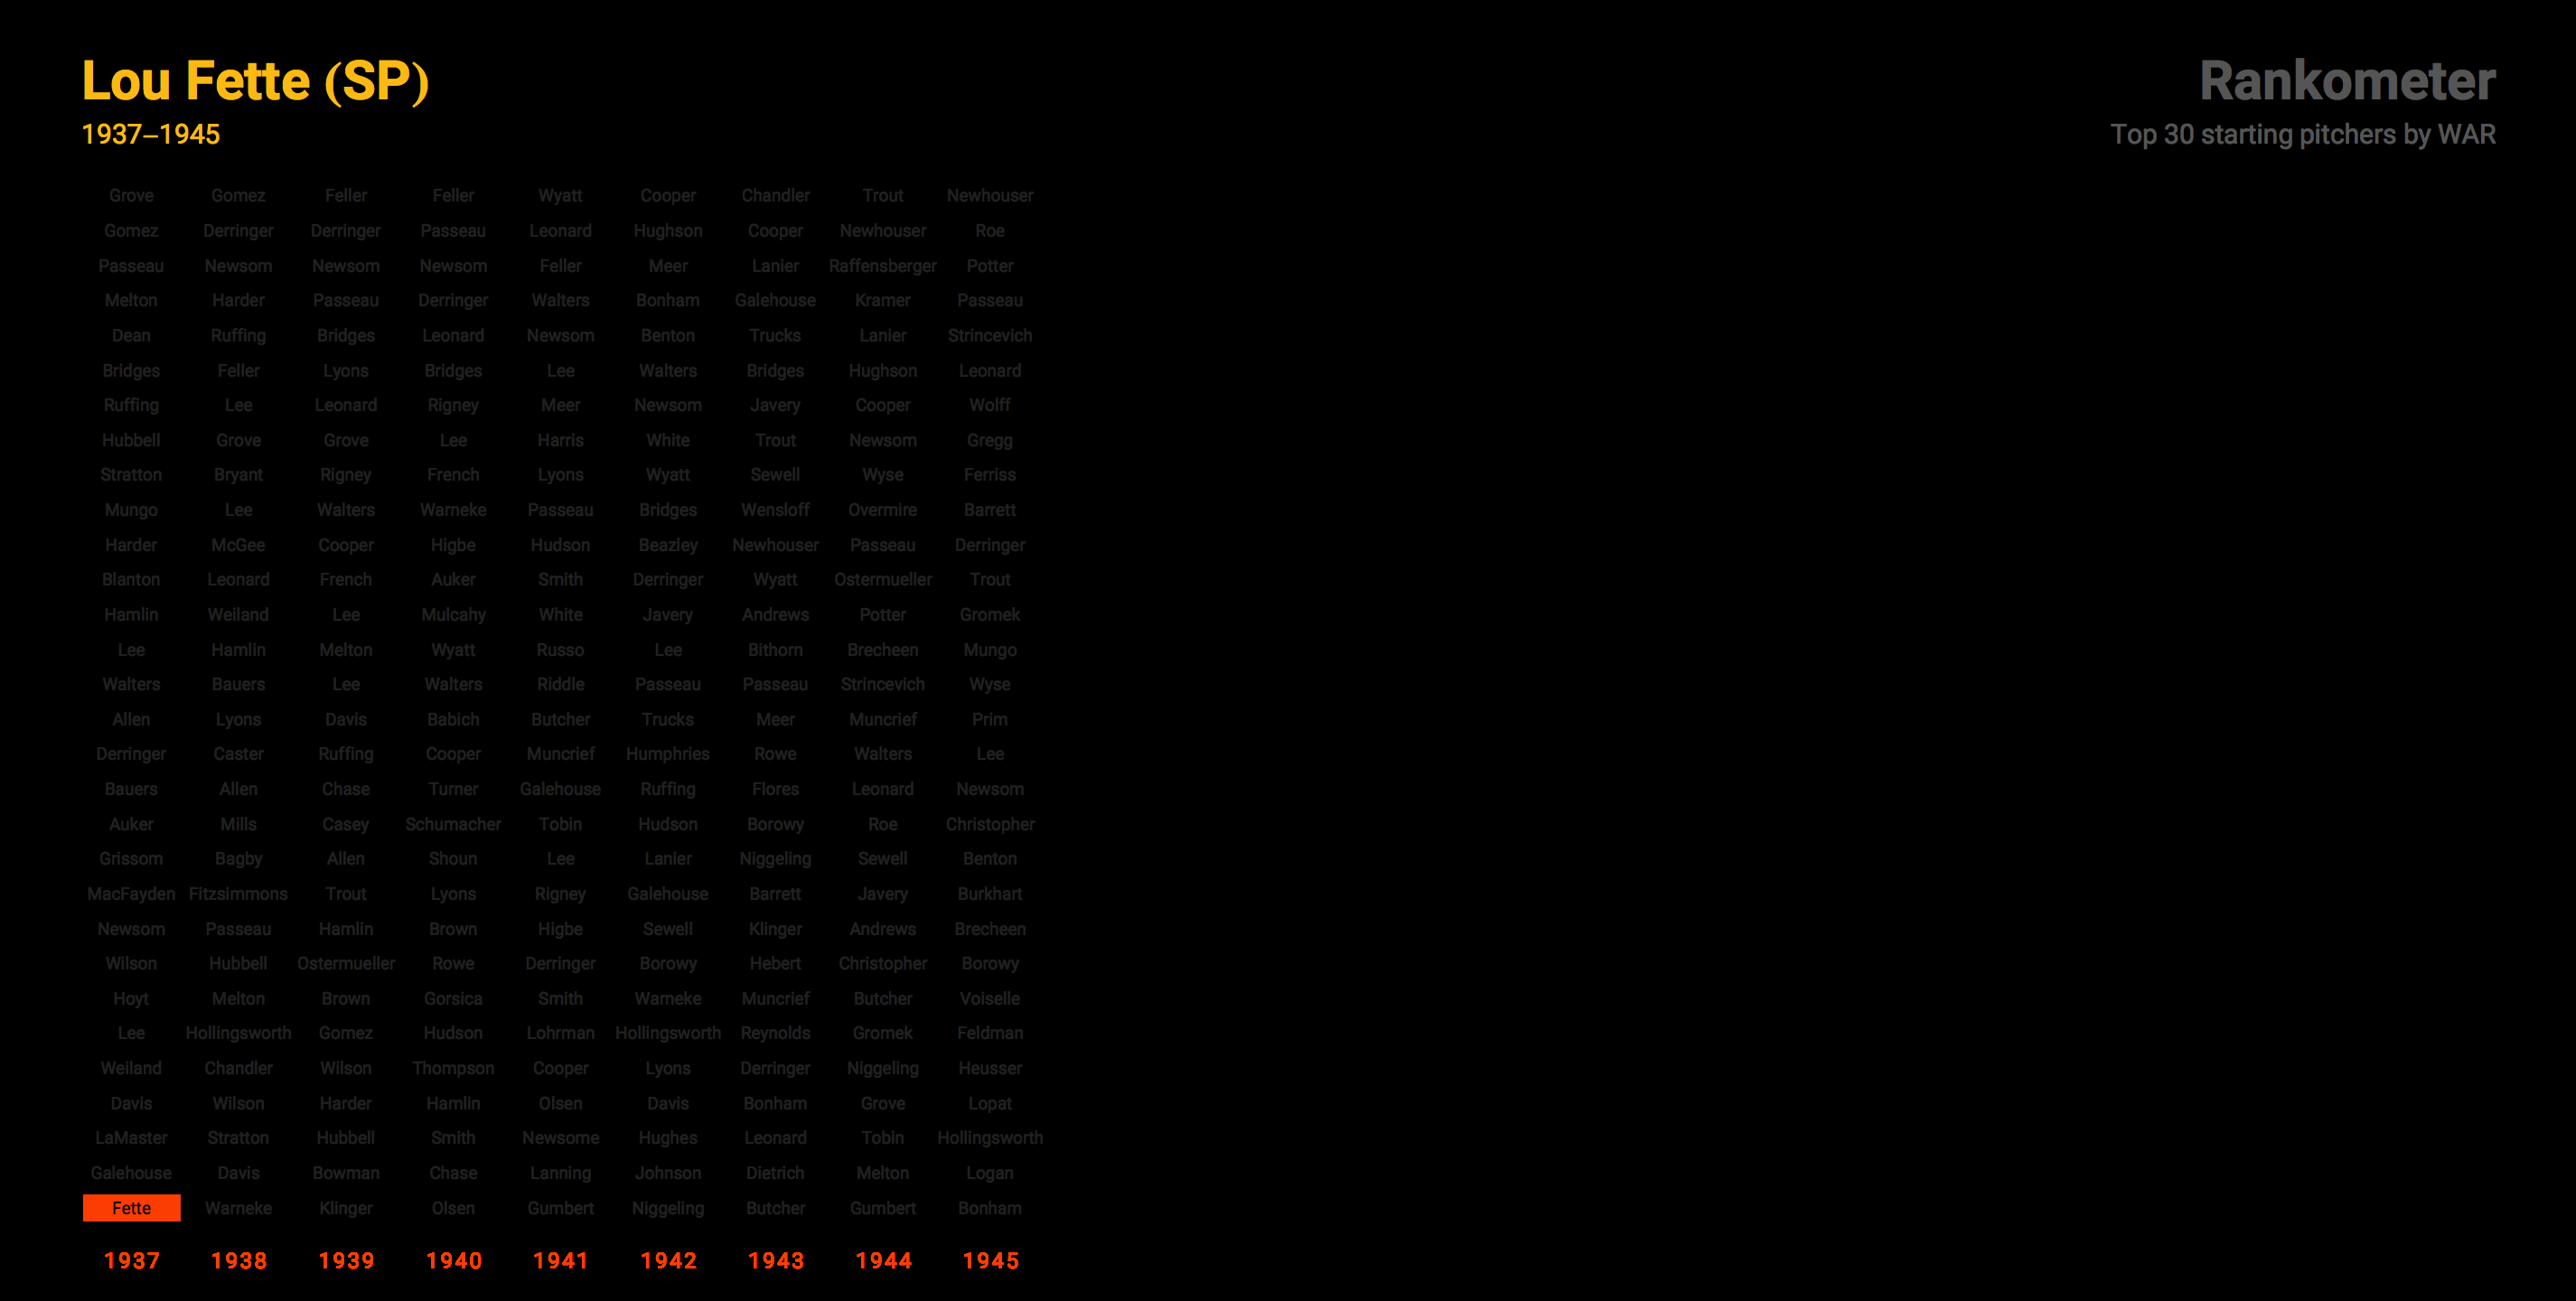 Lou Fette (SP)
1937–1945
Rankometer
Top 30 starting pitchers by WAR
Grove Gomez Feller Feller Wyatt Cooper Chandler Trout Newhouser
Gomez Derringer Derringer Passeau Leonard Hughson Cooper Newhouser Roe
Passeau Newsom Newsom Newsom Feller Meer Lanier Raffensberger Potter
Melton Harder Passeau Derringer Walters Bonham Galehouse Kramer Passeau
Dean Ruffing Bridges Leonard Newsom Benton Trucks Lanier Strincevich
Bridges Feller Lyons Bridges Lee Walters Bridges Hughson Leonard
Ruffing Lee Leonard Rigney Meer Newsom Javery Cooper Wolff
Hubbell Grove Grove Lee Harris White Trout Newsom Gregg
Stratton Bryant Rigney French Lyons Wyatt Sewell Wyse Ferriss
Mungo Lee Walters Warneke Passeau Bridges Wensloff Overmire Barrett
Harder McGee Cooper Higbe Hudson Beazley Newhouser Passeau Derringer
Blanton Leonard French Auker Smith Derringer Wyatt Ostermueller Trout
Hamlin Weiland Lee Mulcahy White Javery Andrews Potter Gromek
Lee Hamlin Melton Wyatt Russo Lee Bithorn Brecheen Mungo
Walters Bauers Lee Walters Riddle Passeau Passeau Strincevich Wyse
Allen Lyons Davis Babich Butcher Trucks Meer Muncrief Prim
Derringer Caster Ruffing Cooper Muncrief Humphries Rowe Walters Lee
Bauers Allen Chase Turner Galehouse Ruffing Flores Leonard Newsom
Auker Mills Casey Schumacher Tobin Hudson Borowy Roe Christopher
Grissom Bagby Allen Shoun Lee Lanier Niggeling Sewell Benton
MacFayden Fitzsimmons Trout Lyons Rigney Galehouse Barrett Javery Burkhart
Newsom Passeau Hamlin Brown Higbe Sewell Klinger Andrews Brecheen
Wilson Hubbell Ostermueller Rowe Derringer Borowy Hebert Christopher Borowy
Hoyt Melton Brown Gorsica Smith Warneke Muncrief Butcher Voiselle
Lee Hollingsworth Gomez Hudson Lohrman Hollingsworth Reynolds Gromek Feldman
Weiland Chandler Wilson Thompson Cooper Lyons Derringer Niggeling Heusser
Davis Wilson Harder Hamlin Olsen Davis Bonham Grove Lopat
LaMaster Stratton Hubbell Smith Newsome Hughes Leonard Tobin Hollingsworth
Galehouse Davis Bowman Chase Lanning Johnson Dietrich Melton Logan
Fette Warneke Klinger Olsen Gumbert Niggeling Butcher Gumbert Bonham
1937 1938 1939 1940 1941 1942 1943 1944 1945